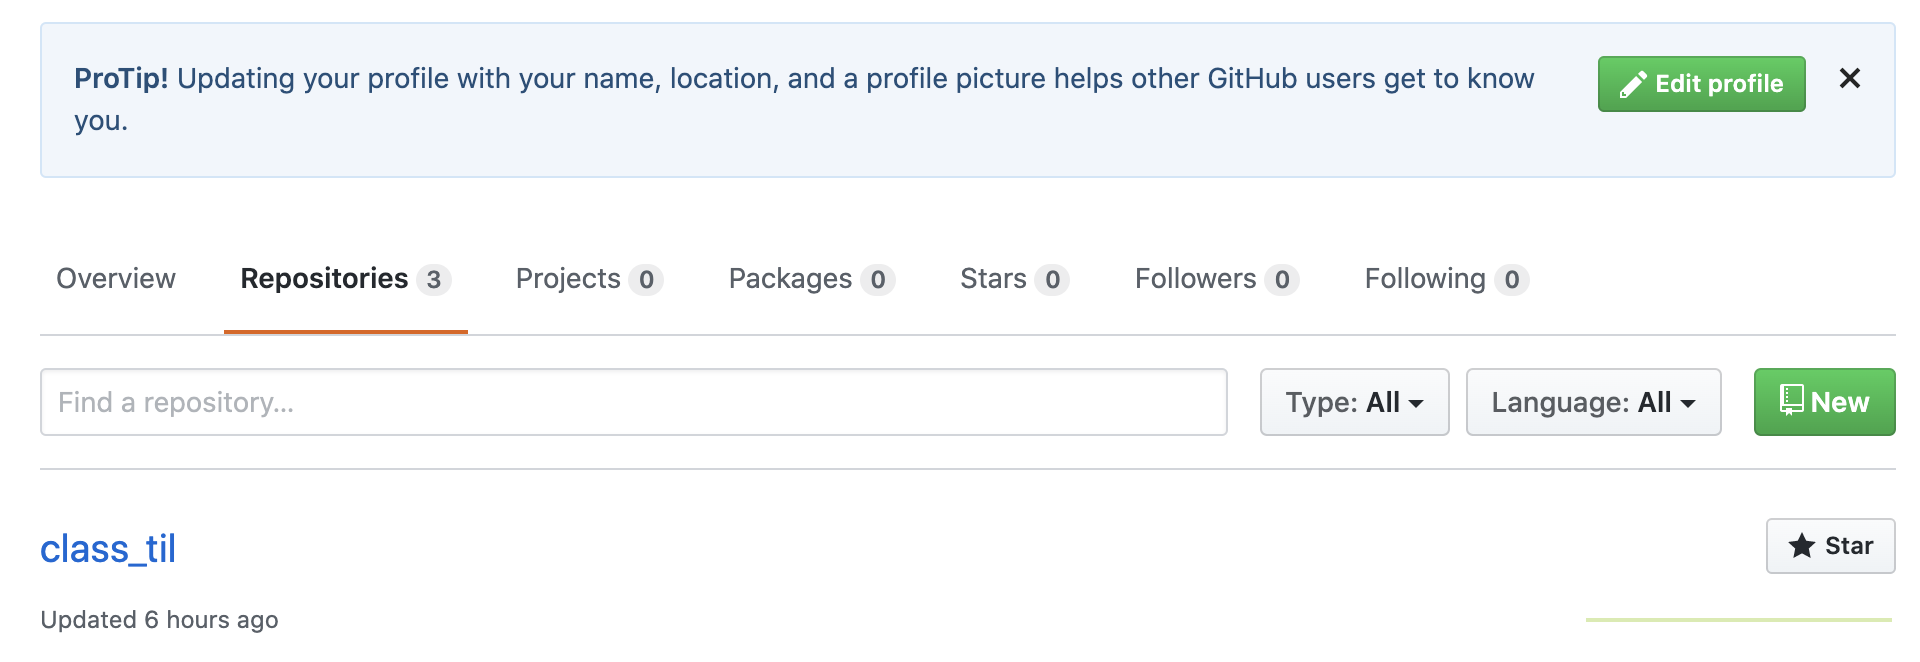 ProTip! Updating your profile with your name, location, and a profile picture helps other GitHub users get to know
you.
Edit profile
Overview Repositories 3 Projects 0 Packages 0 Stars 0 Followers 0 Following 0
Find a repository...
Type: All Language: All New
class_til
Star
Updated 6 hours ago